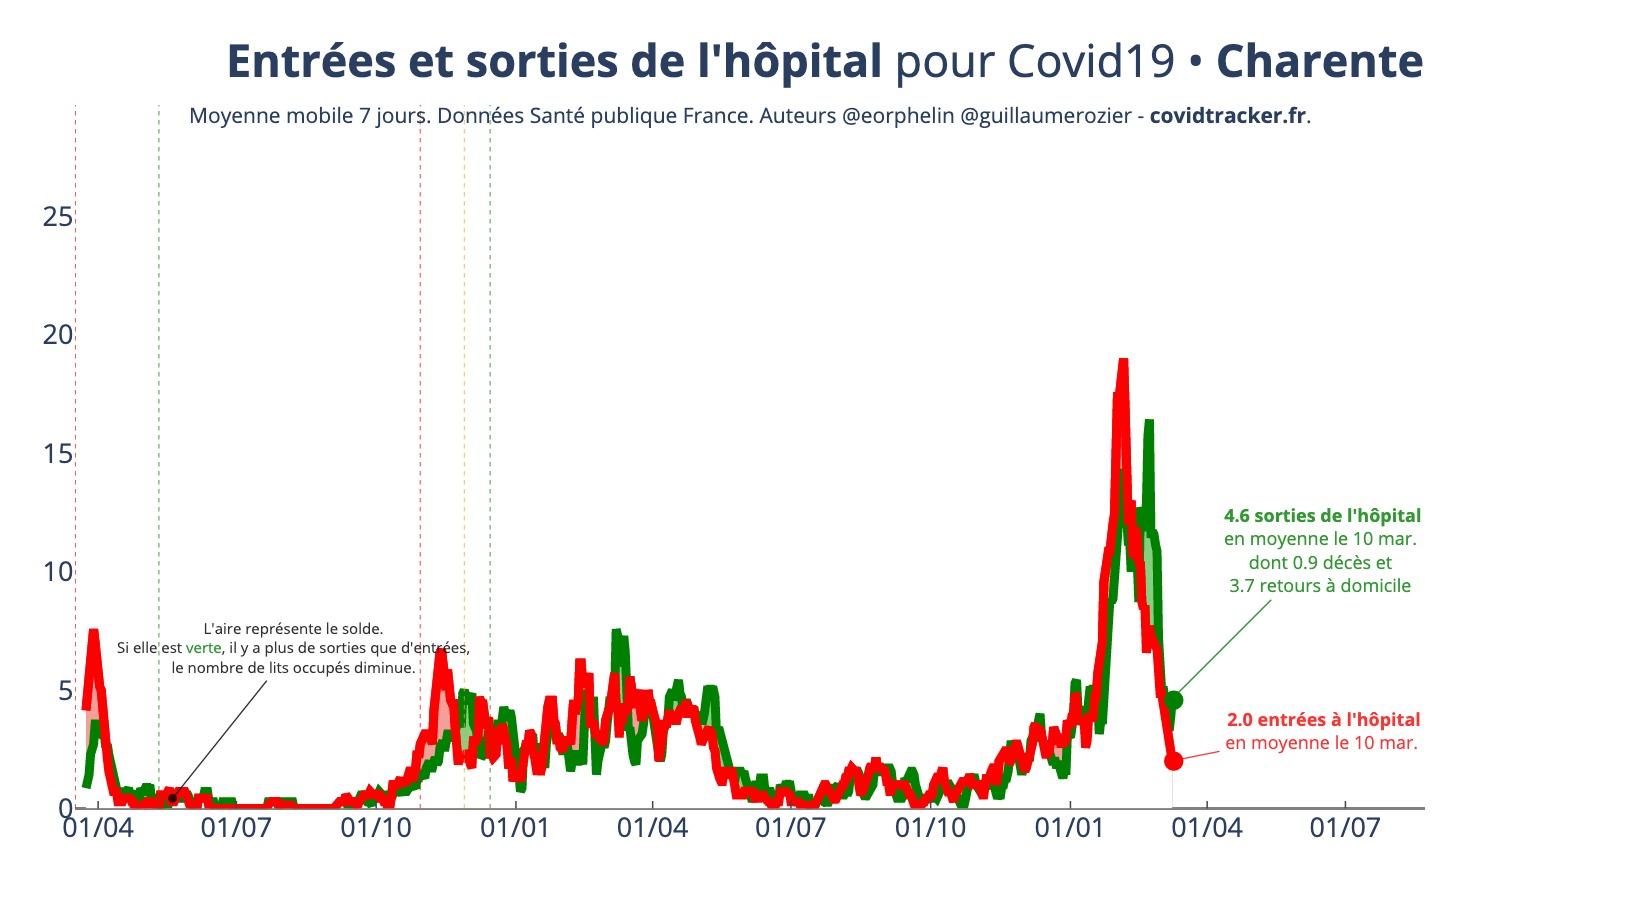 Entrées et sorties de l'hôpital pour Covid19 • Charente
Moyenne mobile 7 jours. Données Santé publique France. Auteurs @eorphelin @guillaumerozier - covidtracker.fr.
25
20
15
10
5
0
4.6 sorties de l'hôpital
en moyenne le 10 mar.
dont 0.9 décès et
3.7 retours à domicile
L'aire représente le solde.
Si elle est verte, il y a plus de sorties que d'entrées,
le nombre de lits occupés diminue.
2.0 entrées à l'hôpital
en moyenne le 10 mar.
01/04 01/07 01/10 01/01 01/04 01/07 01/10 01/01 01/04 01/07